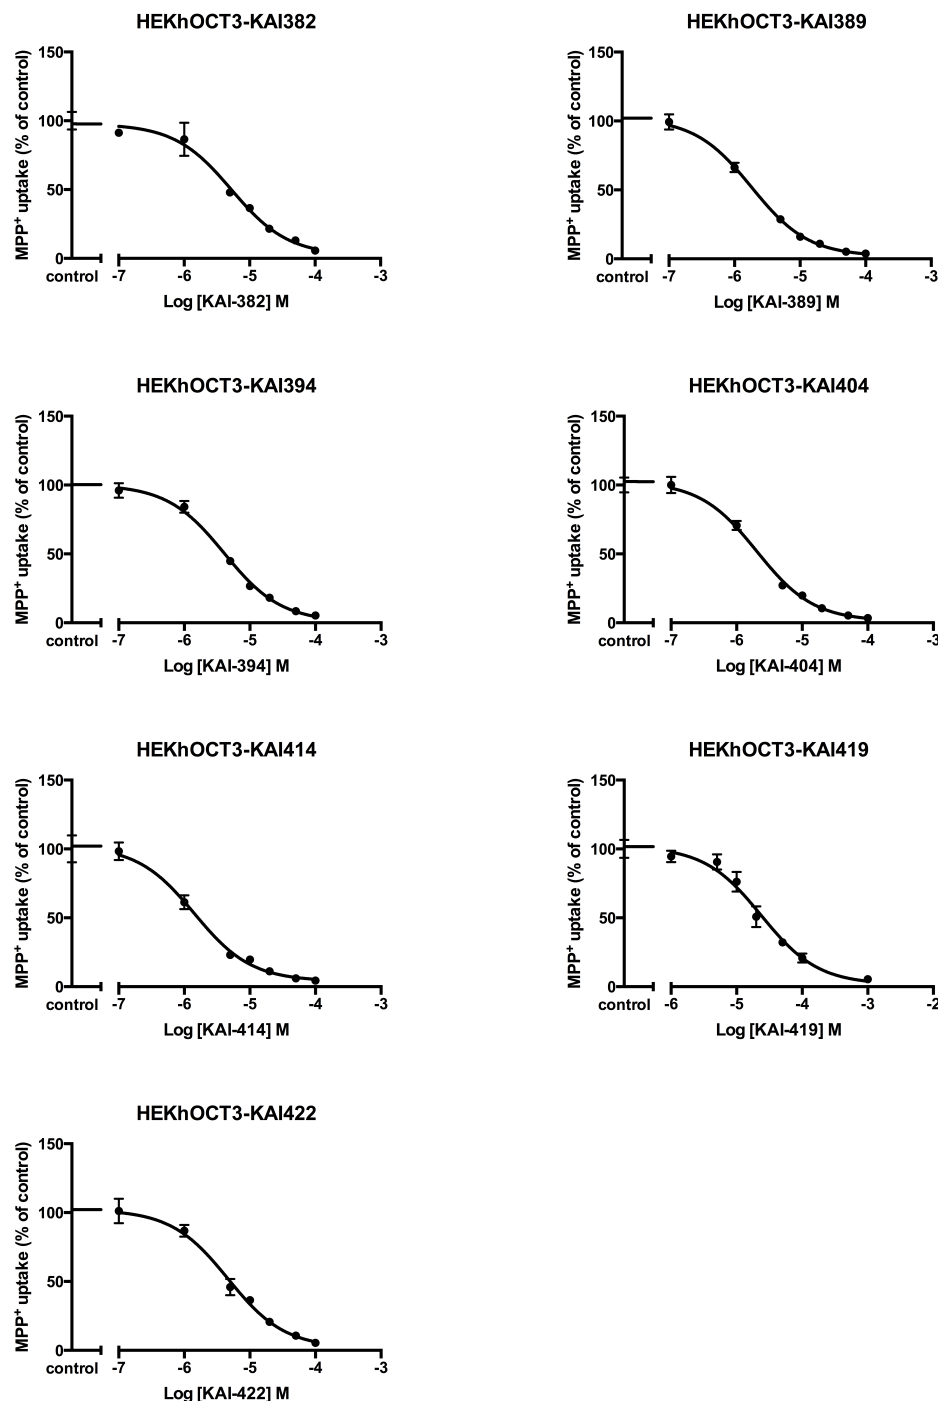 HEKhOCT3-KAI382
MPP+ uptake (% of control)
150
100
50
0
control -7 -6 -5 -4 -3
Log [KAI-382] M
HEKhOCT3-KAI389
MPP+ uptake (% of control)
150
100
50
0
control -7 -6 -5 -4 -3
Log [KAI-389] M
HEKhOCT3-KAI394
MPP+ uptake (% of control)
150
100
50
0
control -7 -6 -5 -4 -3
Log [KAI-394] M
HEKhOCT3-KAI404
MPP+ uptake (% of control)
150
100
50
0
control -7 -6 -5 -4 -3
Log [KAI-404] M
HEKhOCT3-KAI414
MPP+ uptake (% of control)
150
100
50
0
control -7 -6 -5 -4 -3
Log [KAI-414] M
HEKhOCT3-KAI419
MPP+ uptake (% of control)
150
100
50
0
control -6 -5 -4 -3 -2
Log [KAI-419] M
HEKhOCT3-KAI422
MPP+ uptake (% of control)
150
100
50
0
control -7 -6 -5 -4 -3
Log [KAI-422] M